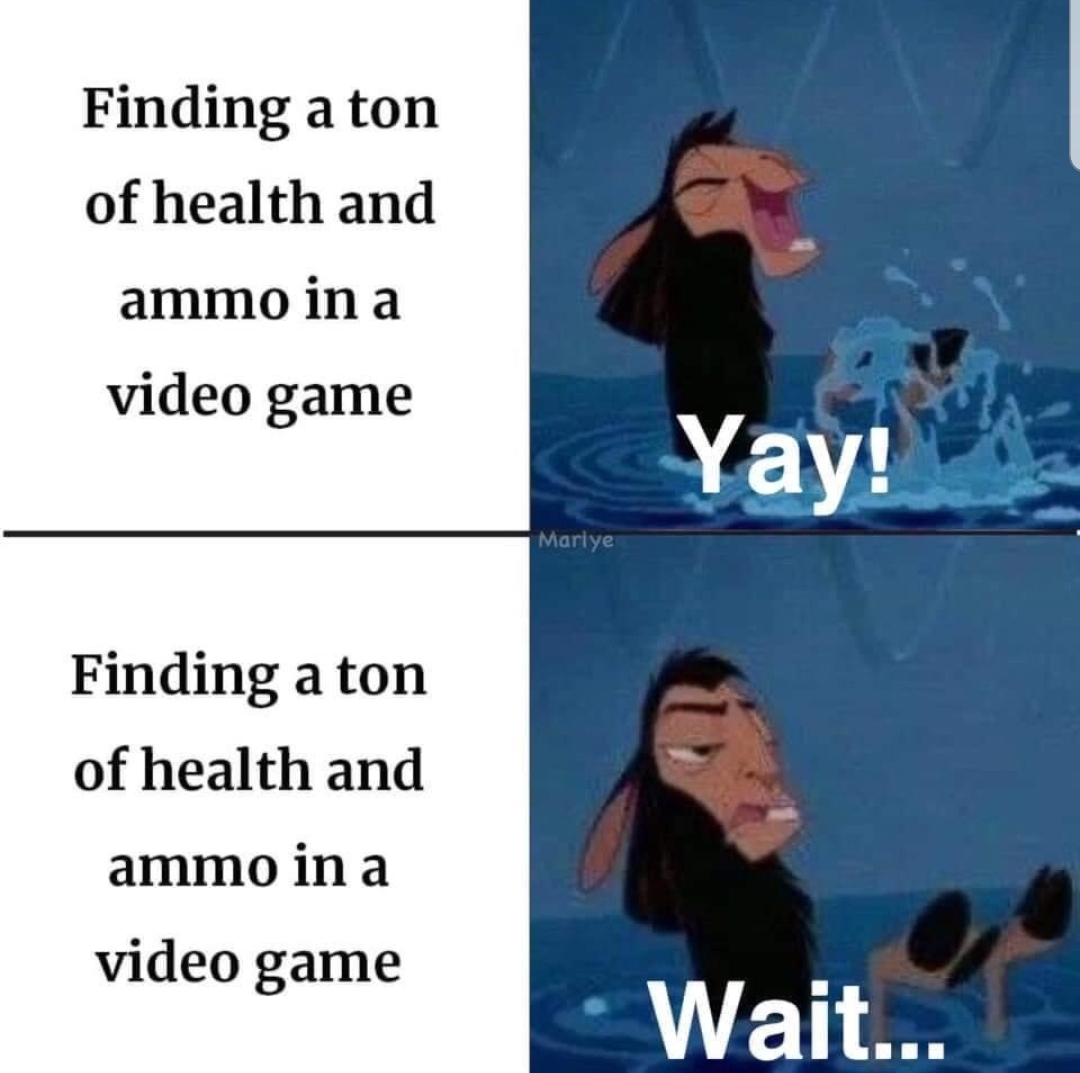 Finding a ton
of health and
ammo in a
video game
Yay!
Marlye
Finding a ton
of health and
ammo in a
video game
Wait...